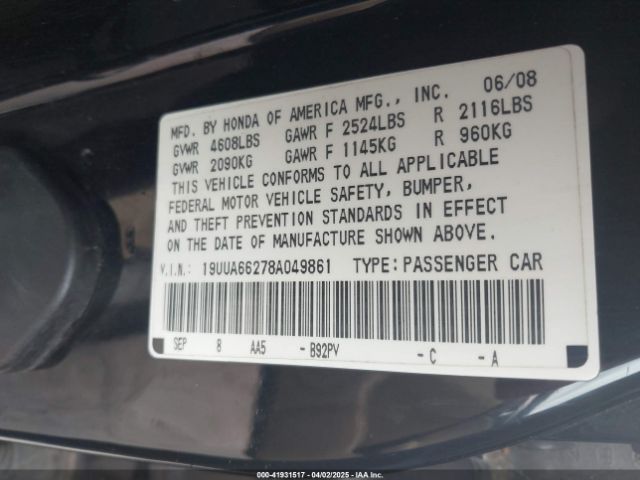 06/08
MFD. BY HONDA OF AMERICA MFG., INC.
GVWR 4608LBS GAWR F 2524LBS R 2116LBS
GVWR 2090KG GAWR F 1145KG R 960KG
THIS VEHICLE CONFORMS TO ALL APPLICABLE
FEDERAL MOTOR VEHICLE SAFETY, BUMPER,
AND THEFT PREVENTION STANDARDS IN EFFECT
ON THE DATE OF MANUFACTURE SHOWN ABOVE.
V.I.N.: 19UUA66278A049861 TYPE:PASSENGER CAR
SEP 8 AA5 - B92PV - C - A
000-41931517 04/02/2025 IAA Inc.